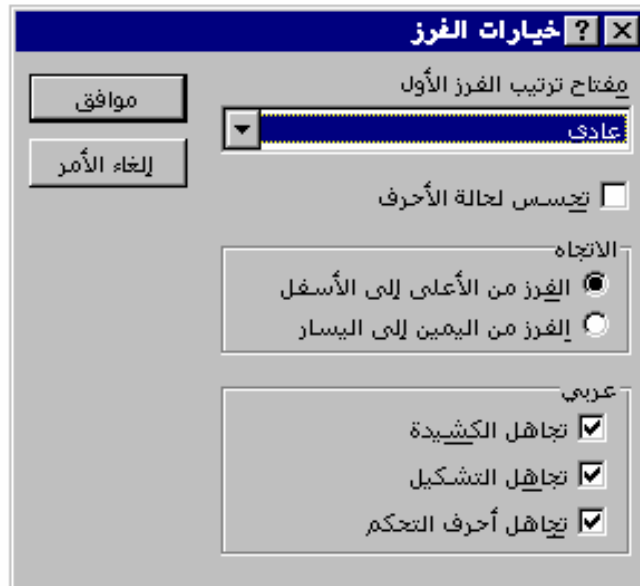 خيارات الفرز
مفتاح ترتيب الفرز الأول
موافق
عادي
إلغاء الأمر
تحسس لحالة الأحرف
الاتجاه
الفرز من الأعلى إلى الأسفل
الفرز من اليمين إلى اليسار
عربي
تجاهل الكشيدة
تجاهل التشكيل
تجاهل أحرف التحكم